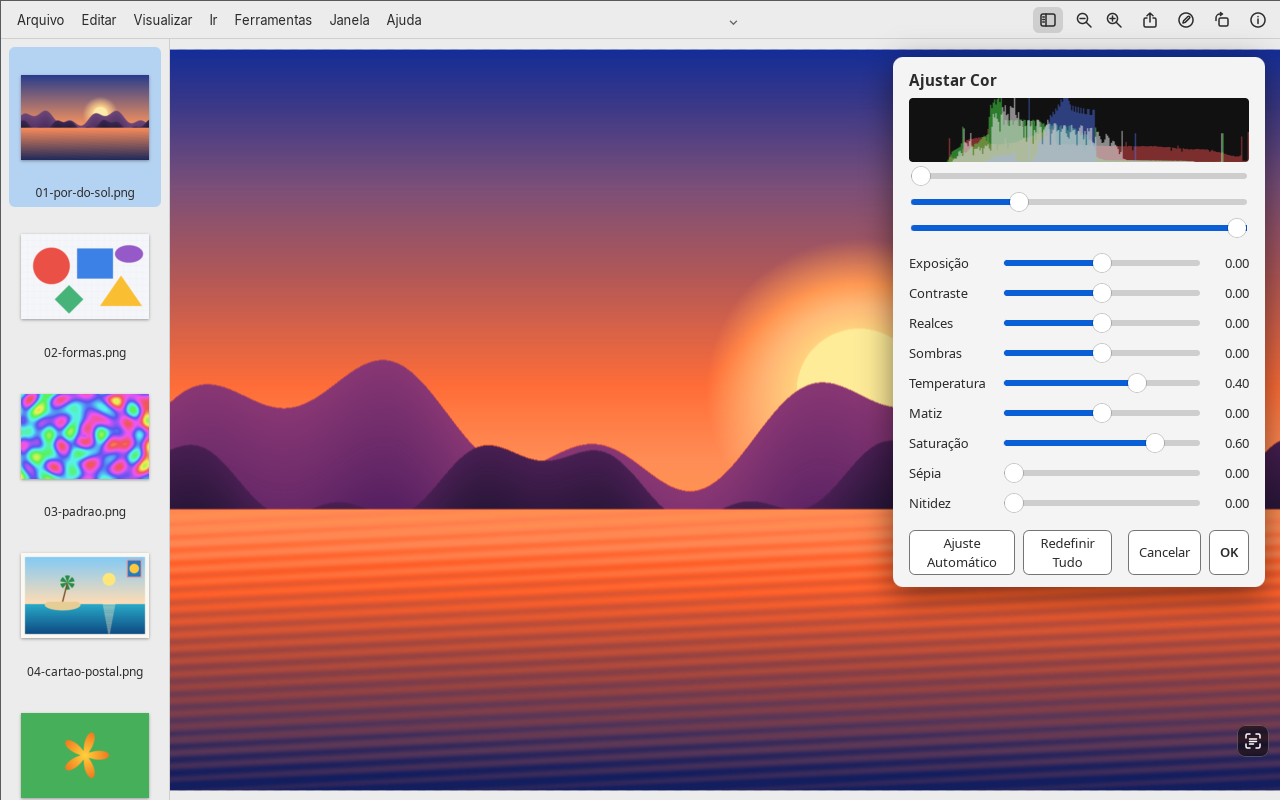 Arquivo Editar Visualizar Ir Ferramentas Janela Ajuda
01-por-do-sol.png
02-formas.png
03-padrao.png
04-cartao-postal.png
Ajustar Cor
Exposição 0.00
Contraste 0.00
Realces 0.00
Sombras 0.00
Temperatura 0.40
Matiz 0.00
Saturação 0.60
Sépia 0.00
Nitidez 0.00
Ajuste
Automático
Redefinir
Tudo
Cancelar
OK